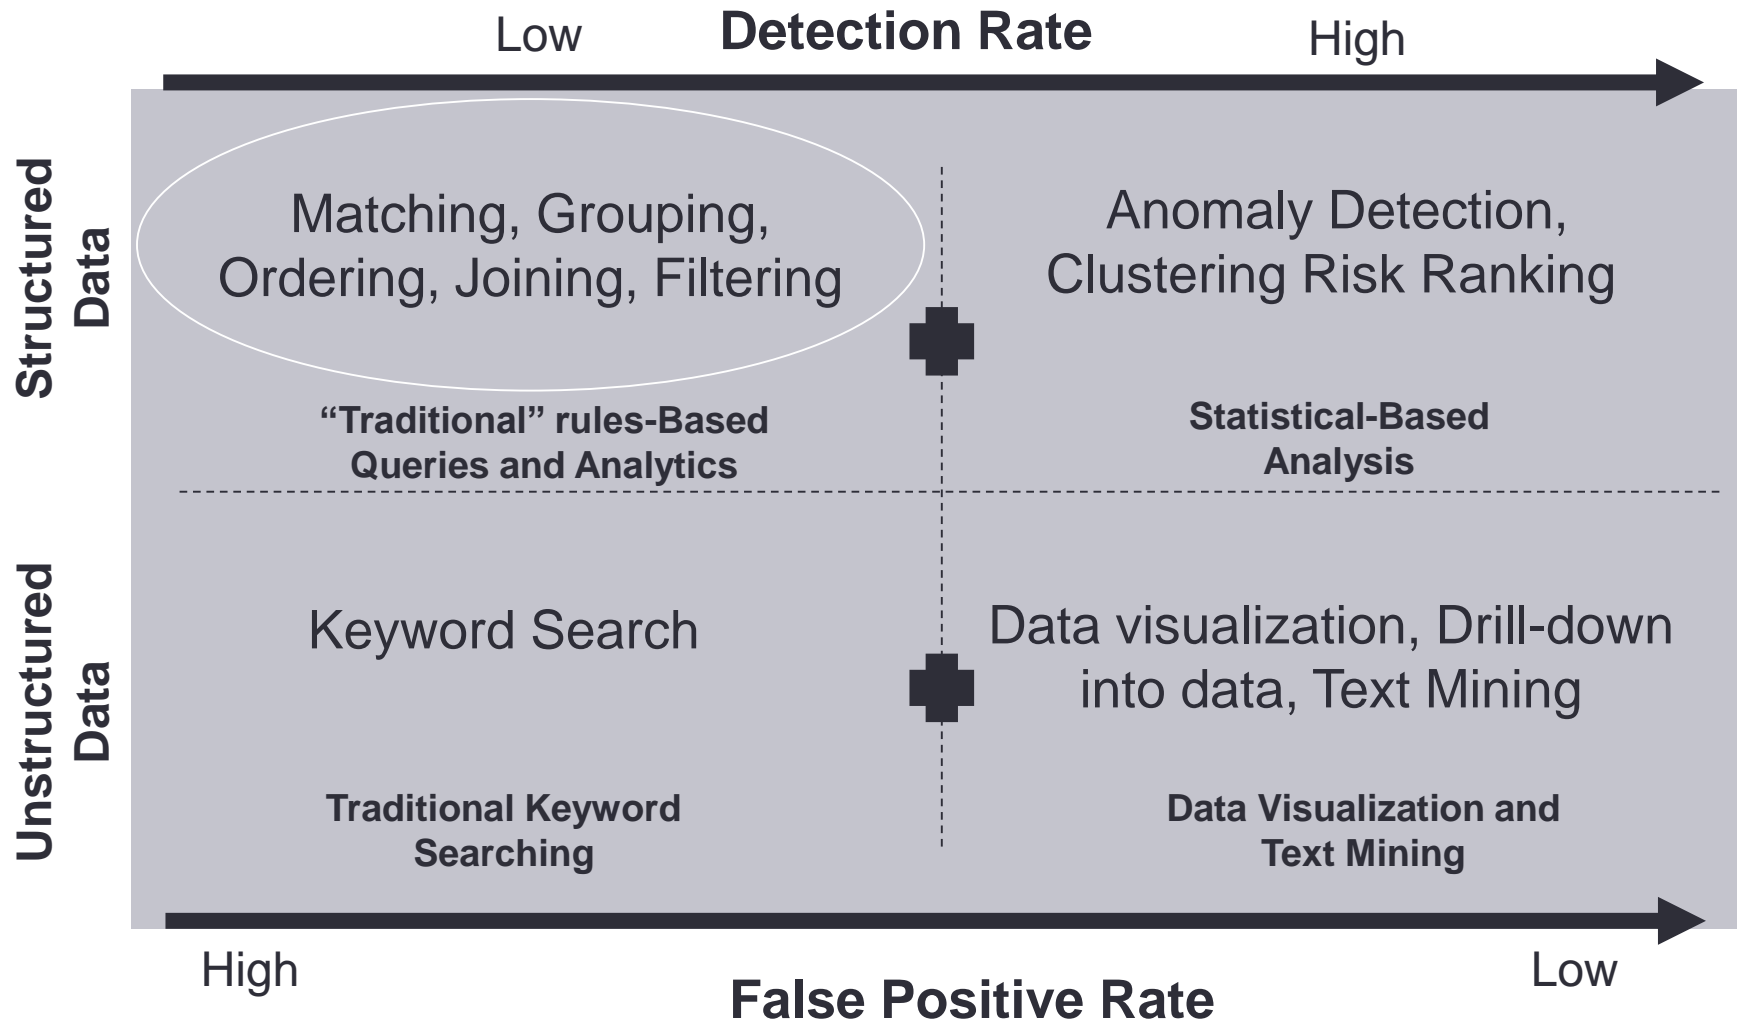 Low
Detection Rate
High
Structured
Data
Matching, Grouping,
Ordering, Joining, Filtering
“Traditional” rules-Based
Queries and Analytics
Anomaly Detection,
Clustering Risk Ranking
Statistical-Based
Analysis
Unstructured
Data
Keyword Search
Traditional Keyword
Searching
Data visualization, Drill-down
into data, Text Mining
Data Visualization and
Text Mining
High
False Positive Rate
Low